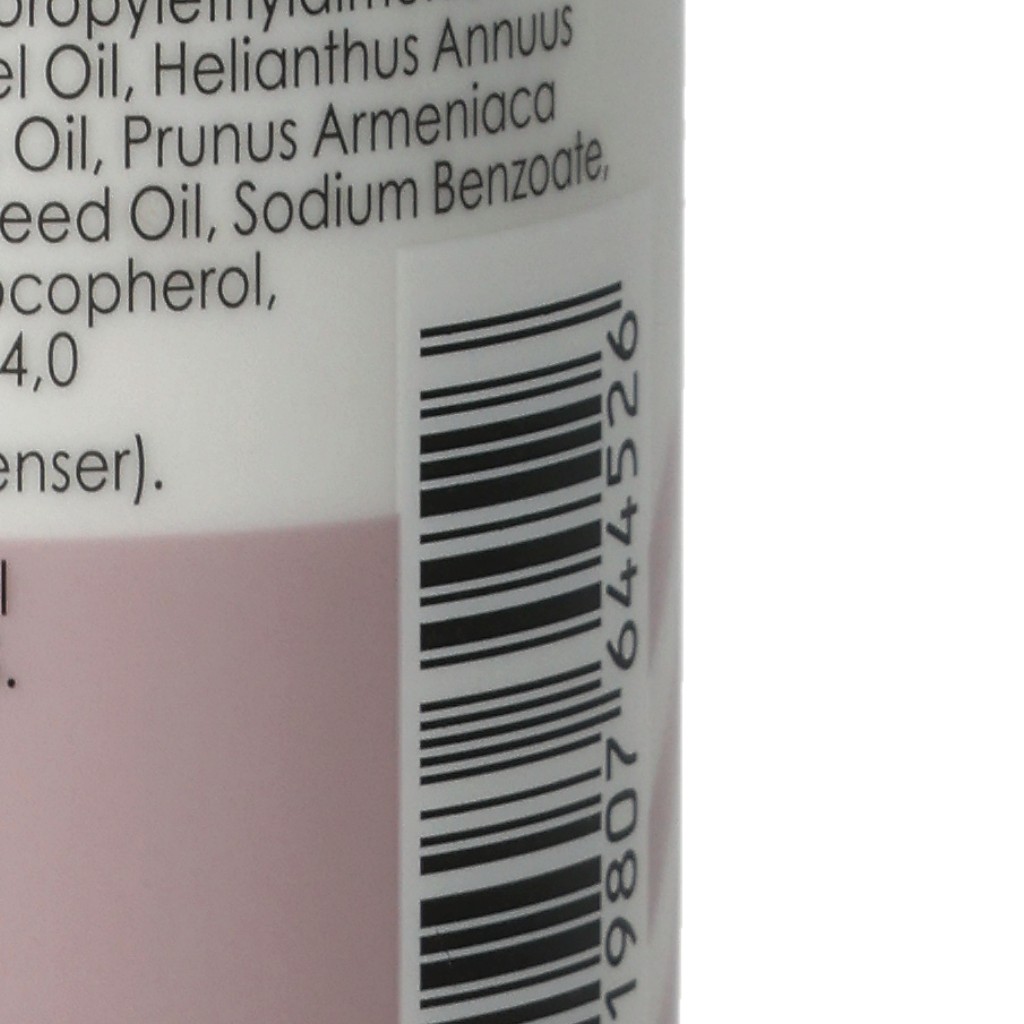 el Oil, Helianthus Annuus
Oil, Prunus Armeniaca
eed Oil, Sodium Benzoate,
ocopherol,
4,0
enser).
19807 644526